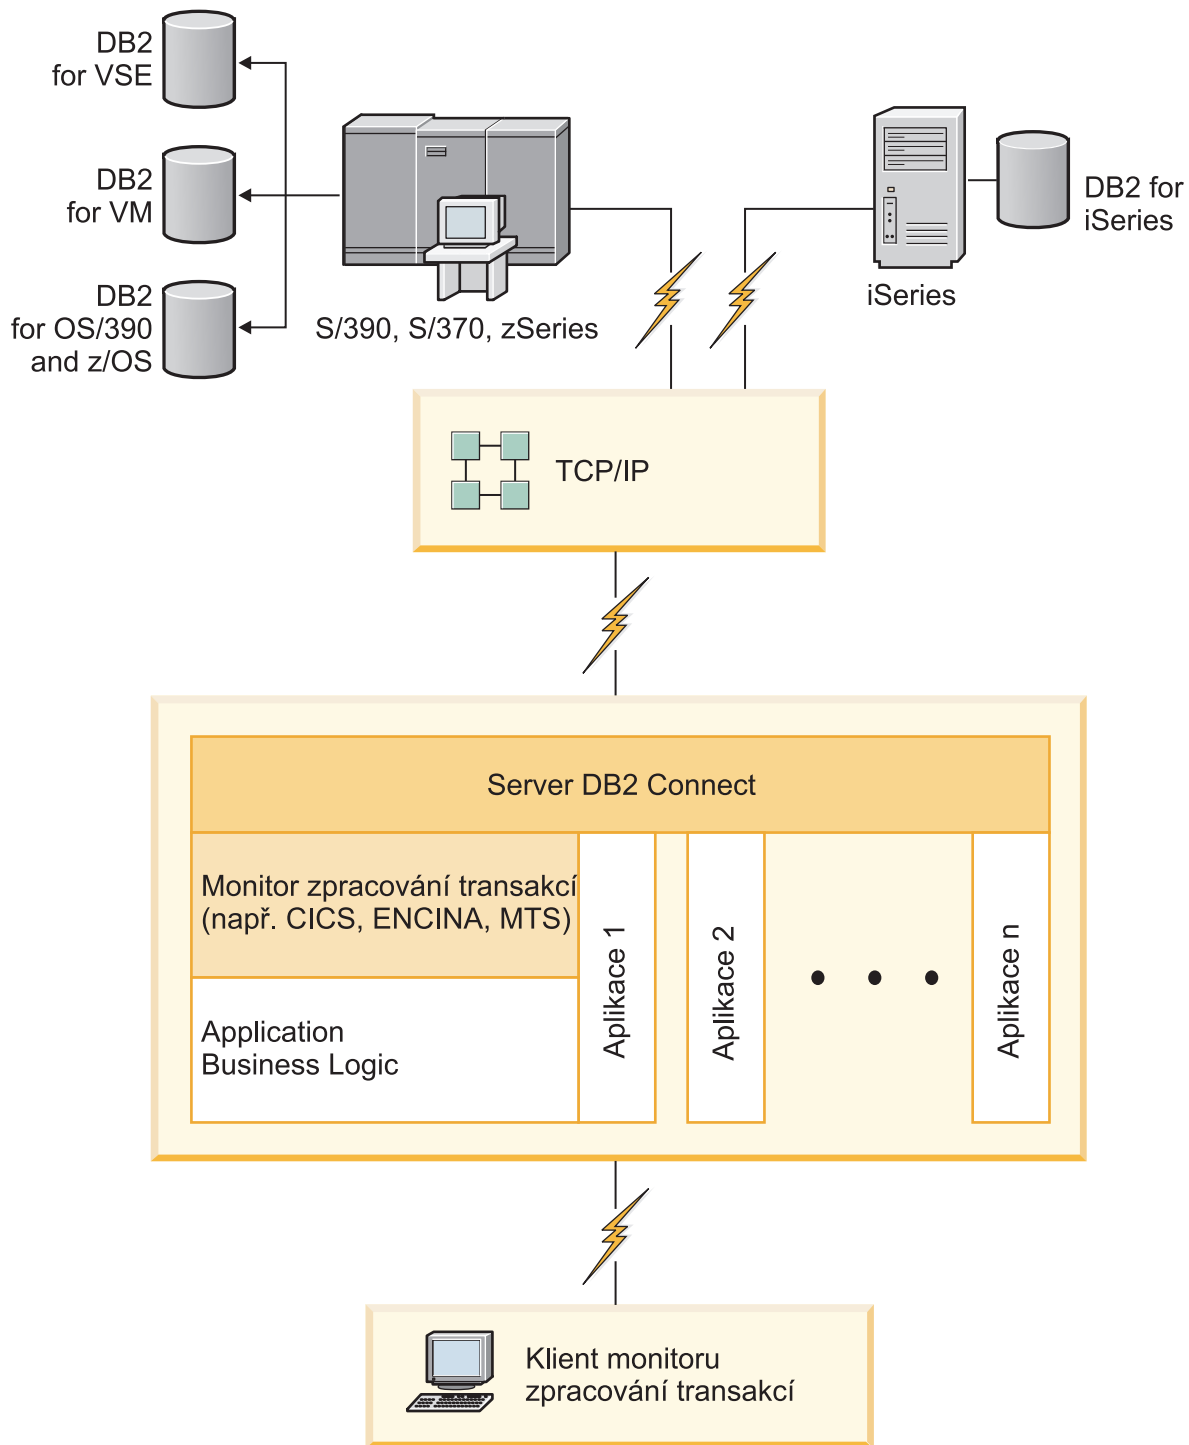 DB2
for VSE
DB2
for VM
DB2
for OS/390
and z/OS
S/390, S/370, zSeries
iSeries
DB2 for
iSeries
TCP/IP
Server DB2 Connect
Monitor zpracování transakcí
(např. CICS, ENCINA, MTS)
Application
Business Logic
Aplikace 1
Aplikace 2
Aplikace n
Klient monitoru
zpracování transakcí